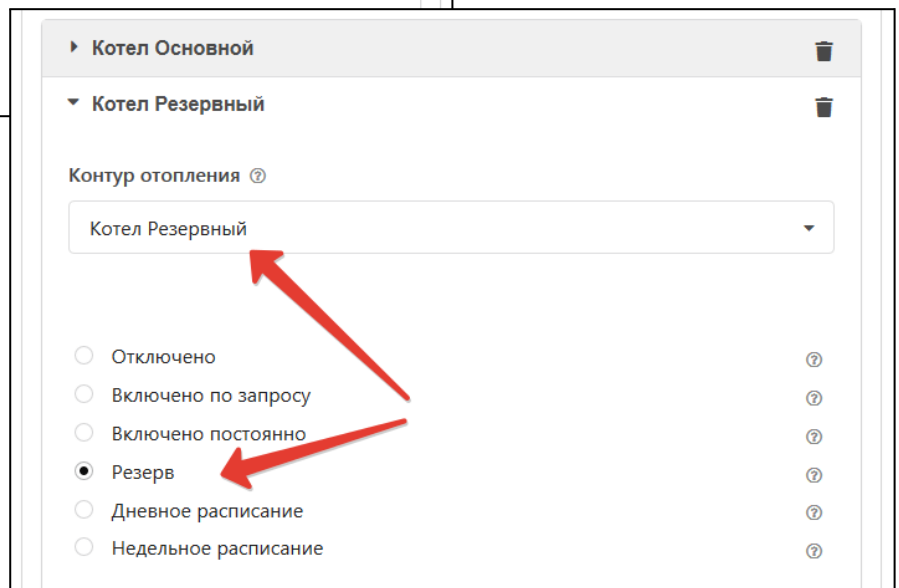 Котел Основной
Котел Резервный
Контур отопления
Котел Резервный
Отключено
Включено по запросу
Включено постоянно
Резерв
Дневное расписание
Недельное расписание